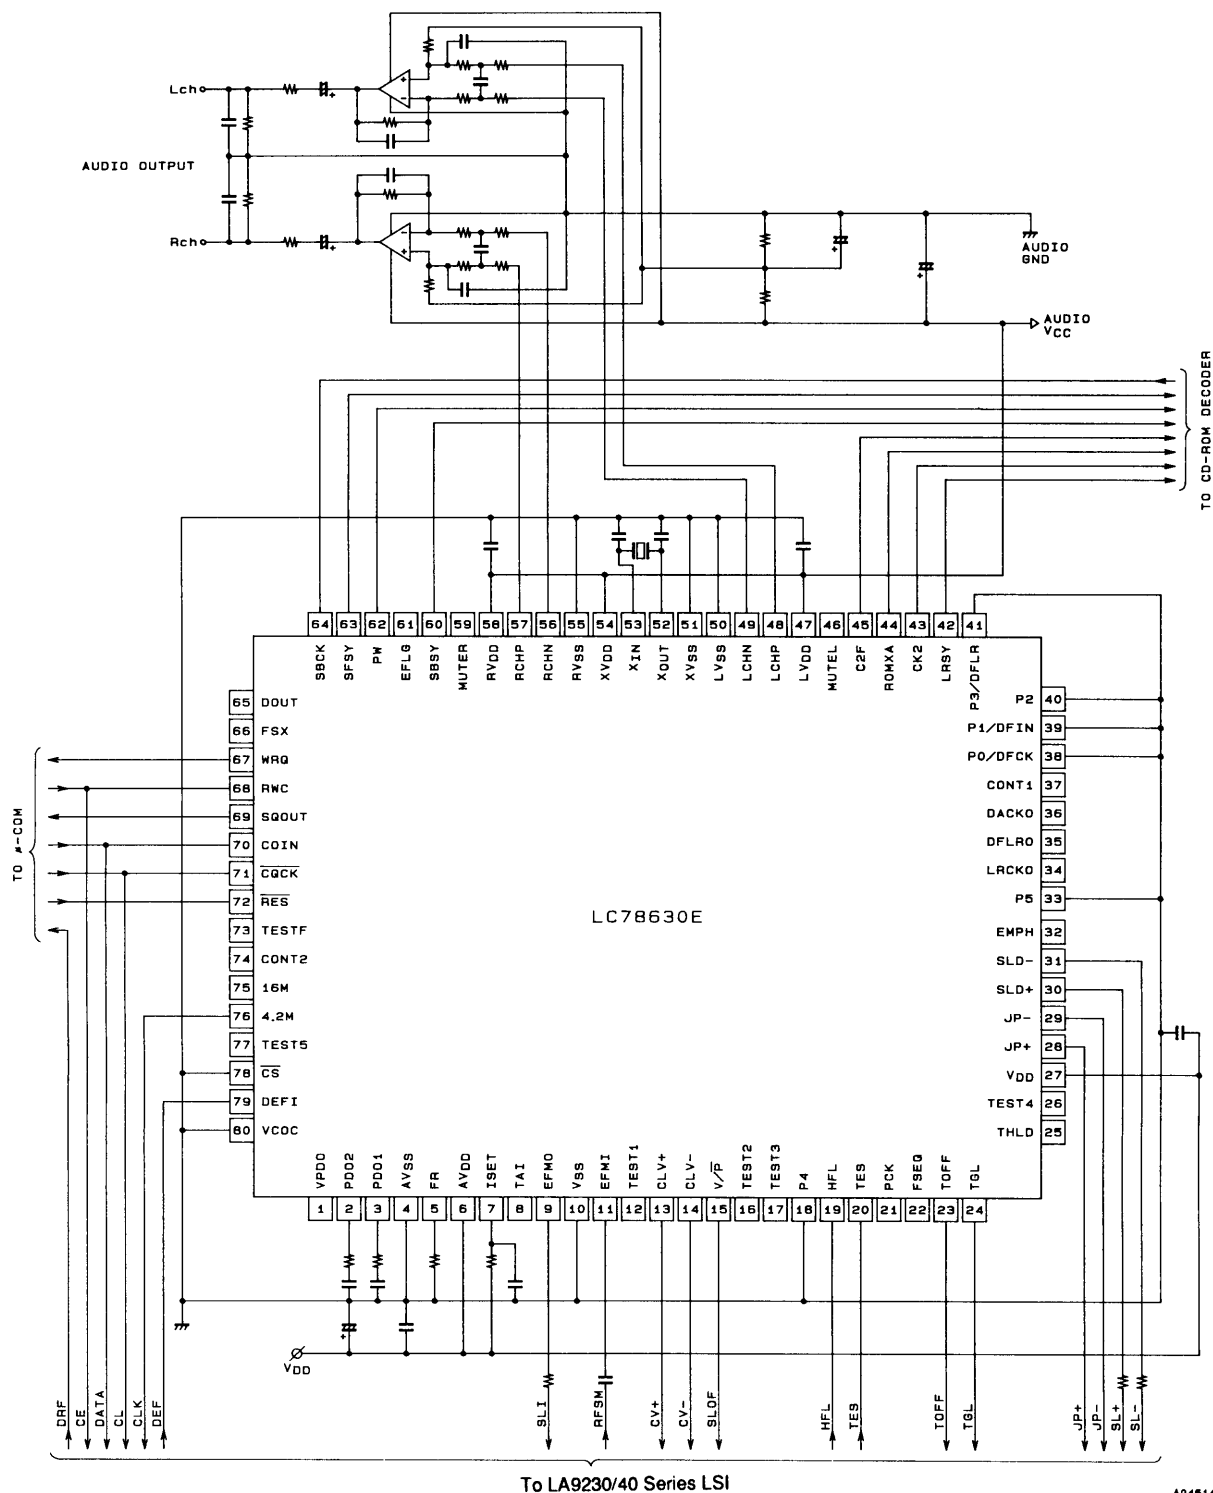 Lch
+
+
−
AUDIO OUTPUT
Rch
+
−
+
+
+
AUDIO
GND
AUDIO
VCC
TO CD-ROM DECODER
64 63 62 61 60 59 58 57 56 55 54 53 52 51 50 49 48 47 46 45 44 43 42 41
SBCK SFSY PW EFLG SBSY MUTER RVDD RCHP RCHN RVSS XVDD XIN XOUT XVSS LVSS LCHN LCHP LVDD MUTEL C2F ROMXA CK2 LRSY P3/DFLR
65 DOUT
66 FSX
67 WRQ
68 RWC
69 SQOUT
70 COIN
71 CQCK
72 RES
73 TESTF
74 CONT2
75 16M
76 4.2M
77 TEST5
78 CS
79 DEFI
80 VCOC
TO μ-COM
LC78630E
P2 40
P1/DFIN 39
P0/DFCK 38
CONT1 37
DACKO 36
DFLRO 35
LRCKO 34
P5 33
EMPH 32
SLD- 31
SLD+ 30
JP- 29
JP+ 28
VDD 27
TEST4 26
THLD 25
VPDO PDO2 PDO1 AVSS FR AVDD ISET TAI EFMO VSS EFMI TEST1 CLV+ CLV- V/P TEST2 TEST3 P4 HFL TES PCK FSEQ TOFF TGL
1 2 3 4 5 6 7 8 9 10 11 12 13 14 15 16 17 18 19 20 21 22 23 24
+
VDD
DRF CE DATA CL CLK DEF SLI RFSM CV+ CV- SLOF HFL TES TOFF TGL JP+ JP- SL+ SL-
To LA9230/40 Series LSI